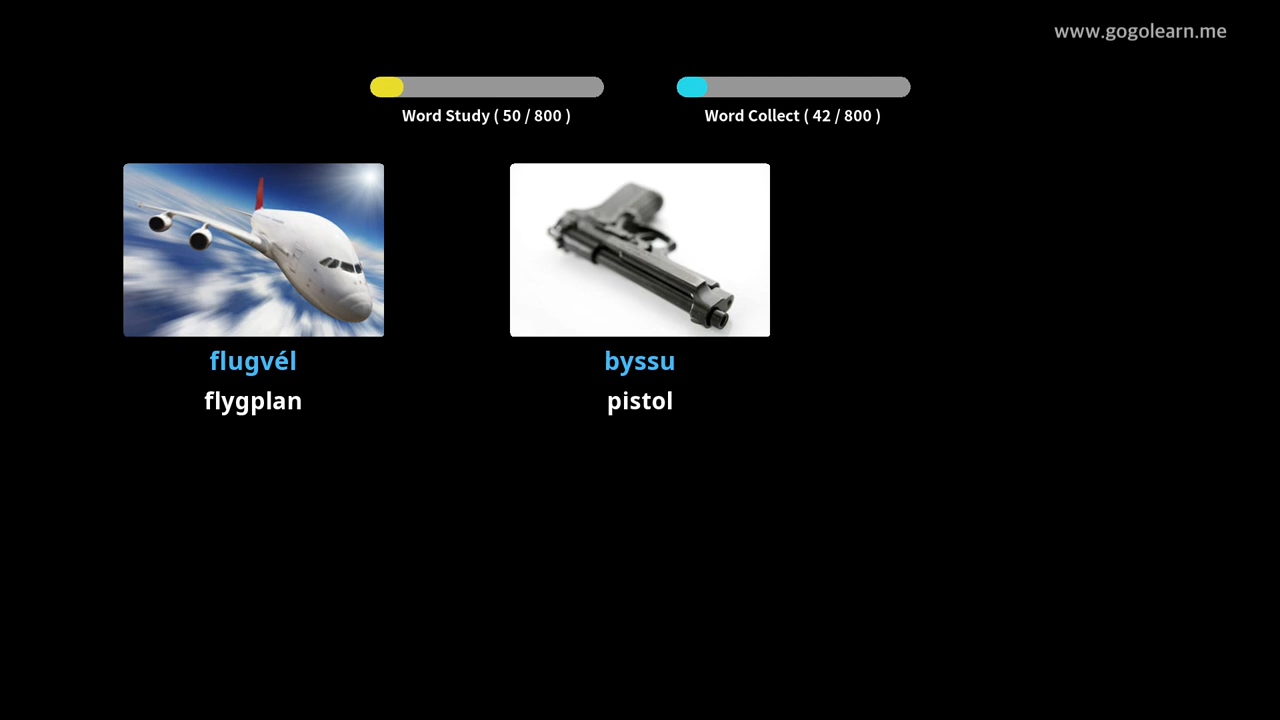 www.gogolearn.me
Word Study ( 50 / 800 )
Word Collect ( 42 / 800 )
flugvél
flygplan
byssu
pistol